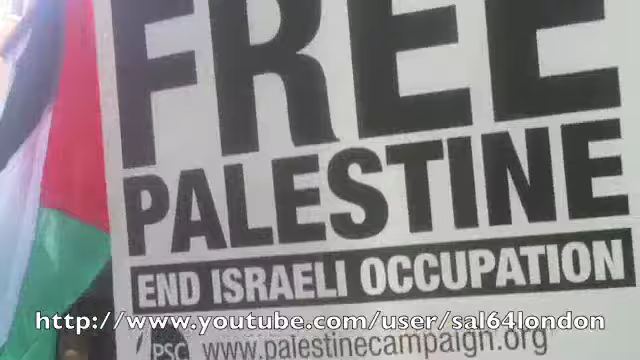 FREE
PALESTINE
END ISRAELI OCCUPATION
http://www.youtube.com/user/sal64london
PSC www.palestinecampaign.org